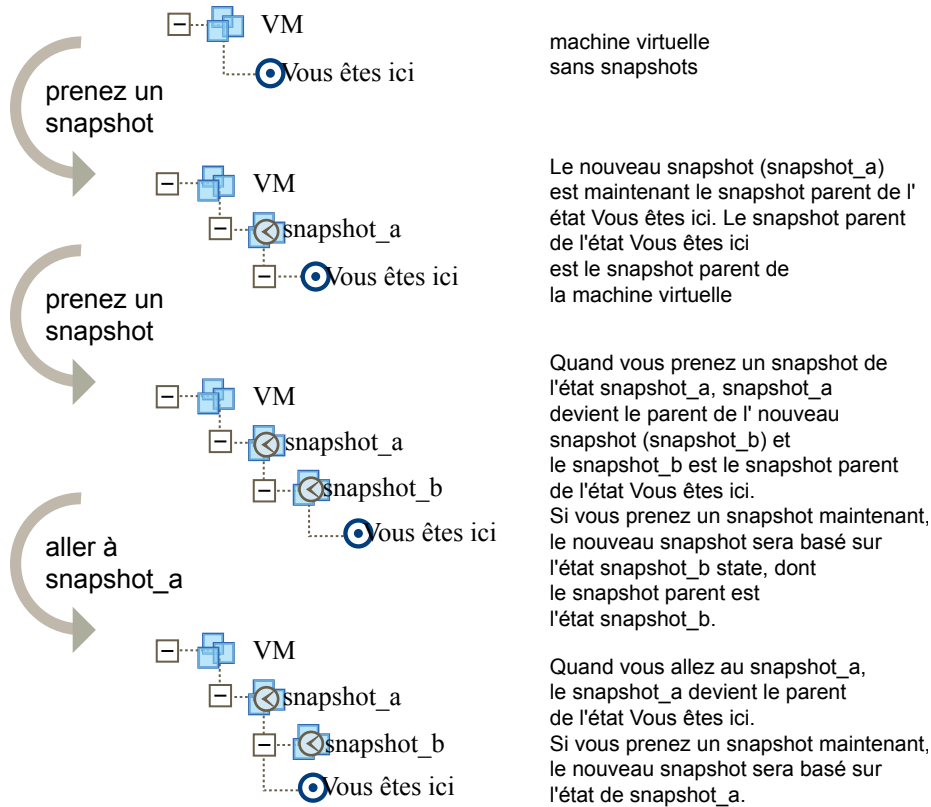 VM
Vous êtes ici
machine virtuelle
sans snapshots
prenez un
snapshot
VM
snapshot_a
Vous êtes ici
Le nouveau snapshot (snapshot_a)
est maintenant le snapshot parent de l'
état Vous êtes ici. Le snapshot parent
de l'état Vous êtes ici
est le snapshot parent de
la machine virtuelle
prenez un
snapshot
VM
snapshot_a
snapshot_b
Vous êtes ici
Quand vous prenez un snapshot de
l'état snapshot_a, snapshot_a
devient le parent de l' nouveau
snapshot (snapshot_b) et
le snapshot_b est le snapshot parent
de l'état Vous êtes ici.
Si vous prenez un snapshot maintenant,
le nouveau snapshot sera basé sur
l'état snapshot_b state, dont
le snapshot parent est
l'état snapshot_b.
aller à
snapshot_a
VM
snapshot_a
snapshot_b
Vous êtes ici
Quand vous allez au snapshot_a,
le snapshot_a devient le parent
de l'état Vous êtes ici.
Si vous prenez un snapshot maintenant,
le nouveau snapshot sera basé sur
l'état de snapshot_a.